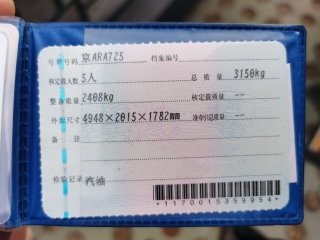 号牌号码 京ARA725 档案编号
核定载人数 5人 总质量 3150kg
整备质量 2408kg 核定载质量 --
外廓尺寸 4948×2015×1782mm 准牵引总质量 --
备注
检验记录 汽油
*1170015359954*